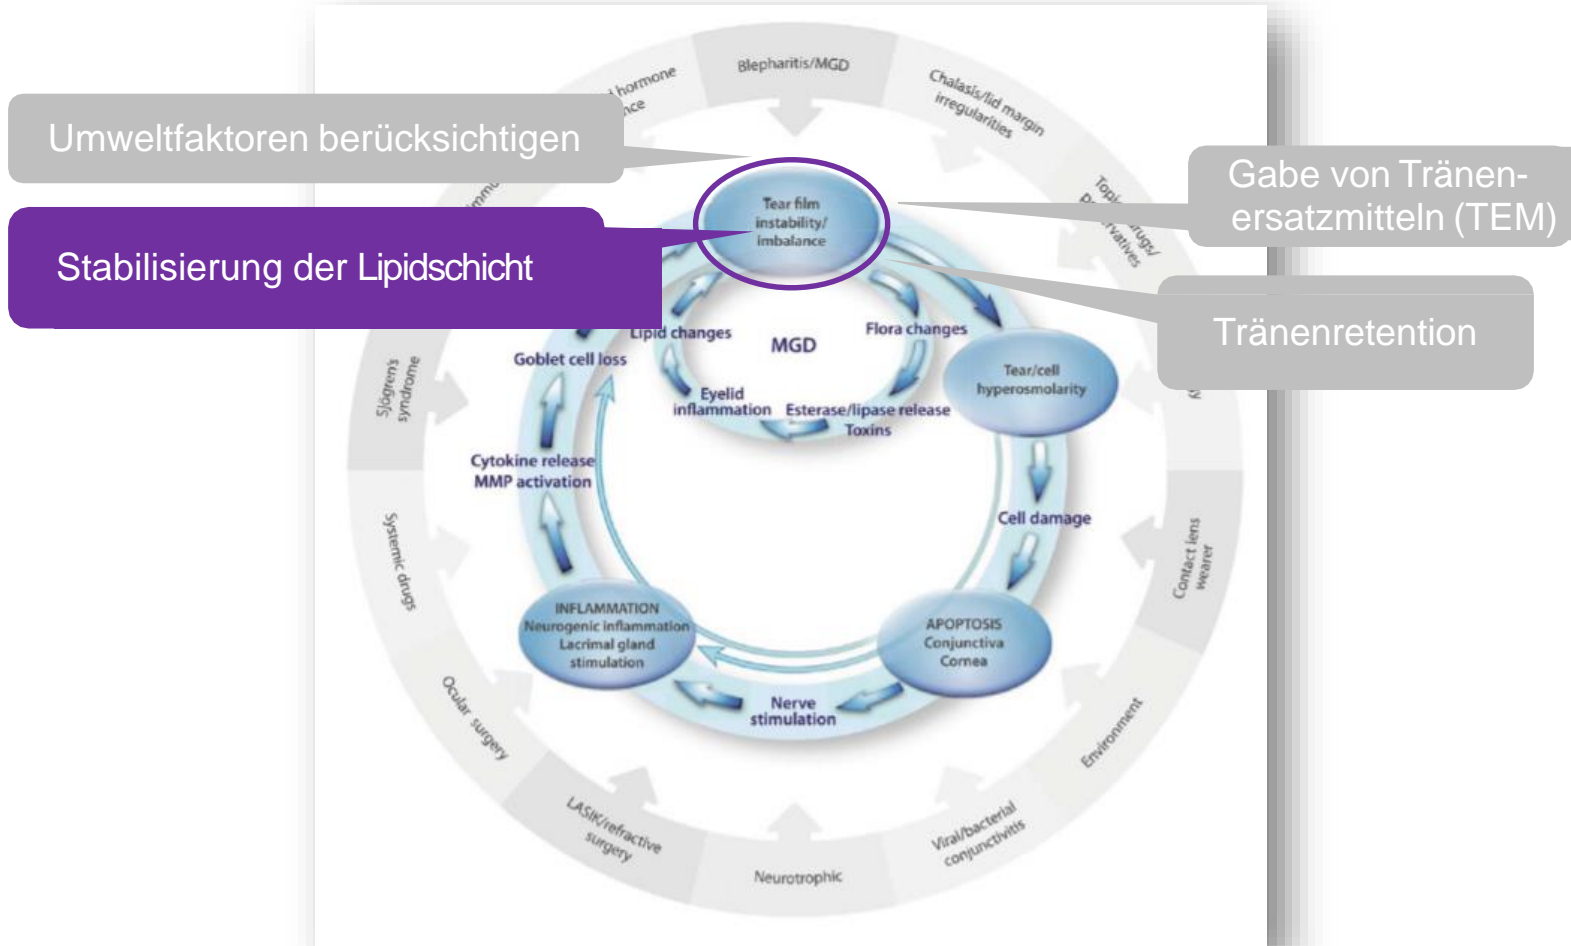 Blepharitis/MGD
hormone
Chalasis/lid margin
irregularities
Umweltfaktoren berücksichtigen
Gabe von Tränen-
ersatzmitteln (TEM)
Tear film
instability/
imbalance
Stabilisierung der Lipidschicht
Tränenretention
Lipid changes
Flora changes
MGD
Goblet cell loss
Tear/cell
hyperosmolarity
Eyelid
inflammation
Esterase/lipase release
Toxins
Sjögren's
syndrome
Cytokine release
MMP activation
Cell damage
Systemic drugs
Contact lens
wearer
INFLAMMATION
Neurogenic inflammation
Lacrimal gland
stimulation
APOPTOSIS
Conjunctiva
Cornea
Nerve
stimulation
Ocular surgery
Environment
LASIK/refractive
surgery
Viral/bacterial
conjunctivitis
Neurotrophic